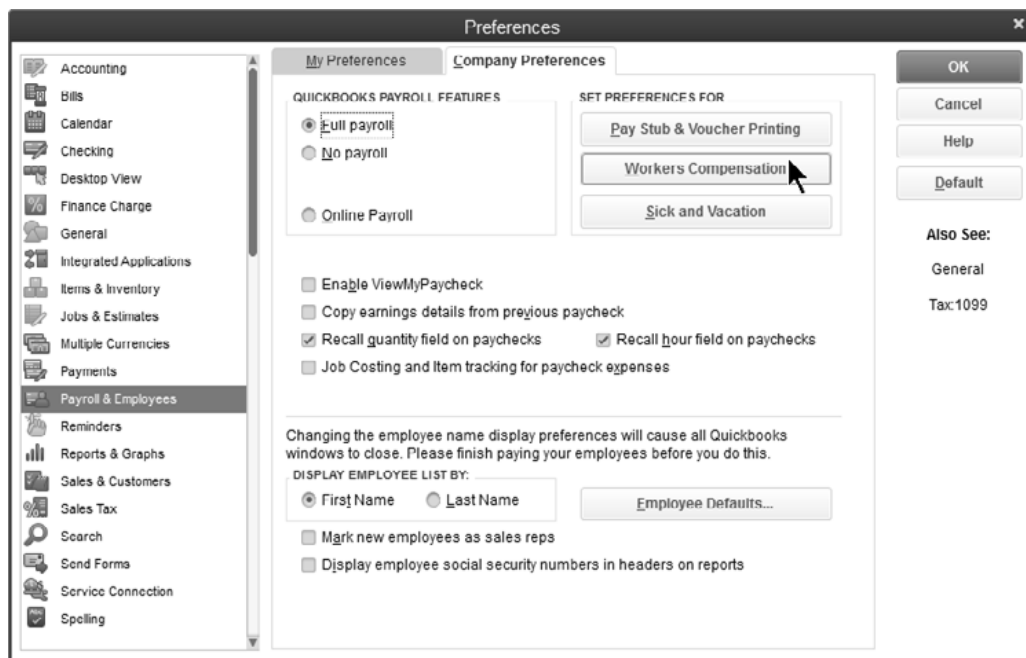 Preferences
Accounting
Bills
Calendar
Checking
Desktop View
Finance Charge
General
Integrated Applications
Items & Inventory
Jobs & Estimates
Multiple Currencies
Payments
Payroll & Employees
Reminders
Reports & Graphs
Sales & Customers
Sales Tax
Search
Send Forms
Service Connection
Spelling
My Preferences
Company Preferences
QUICKBOOKS PAYROLL FEATURES
Full payroll
No payroll
Online Payroll
SET PREFERENCES FOR
Pay Stub & Voucher Printing
Workers Compensation
Sick and Vacation
Enable ViewMyPaycheck
Copy earnings details from previous paycheck
Recall quantity field on paychecks
Recall hour field on paychecks
Job Costing and Item tracking for paycheck expenses
Changing the employee name display preferences will cause all Quickbooks
windows to close. Please finish paying your employees before you do this.
DISPLAY EMPLOYEE LIST BY:
First Name
Last Name
Employee Defaults...
Mark new employees as sales reps
Display employee social security numbers in headers on reports
OK
Cancel
Help
Default
Also See:
General
Tax:1099